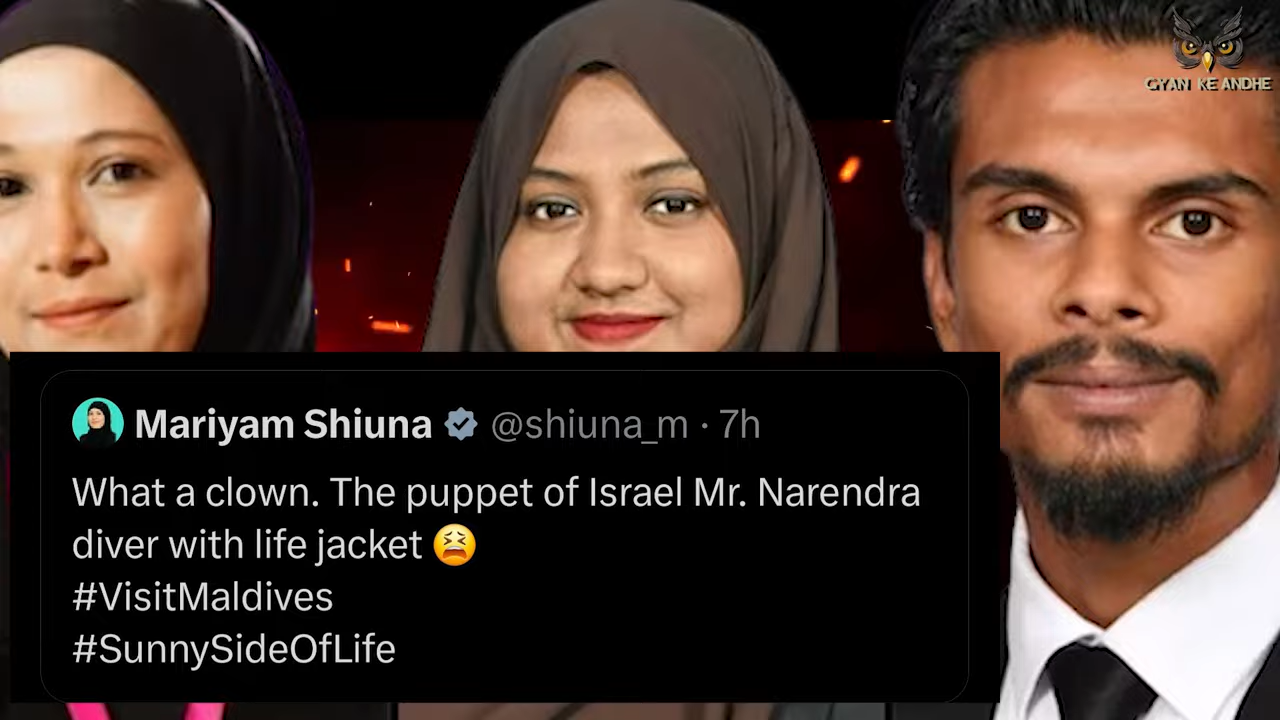 GYAN KE ANDHE
Mariyam Shiuna @shiuna_m · 7h
What a clown. The puppet of Israel Mr. Narendra
diver with life jacket 😫
#VisitMaldives
#SunnySideOfLife